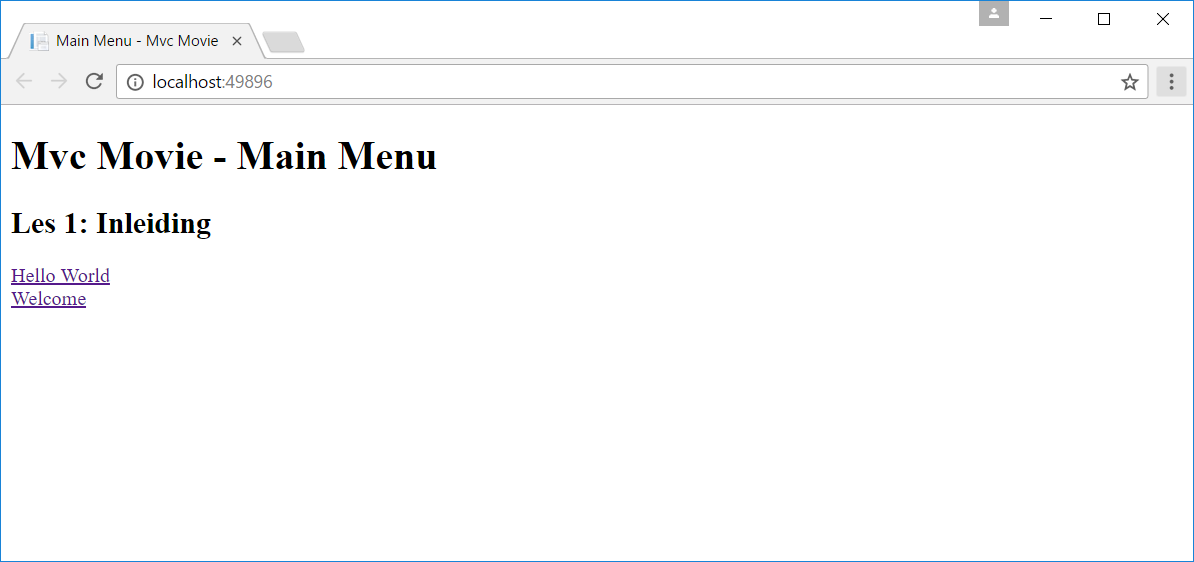 Main Menu - Mvc Movie
localhost:49896
Mvc Movie - Main Menu
Les 1: Inleiding
Hello World
Welcome